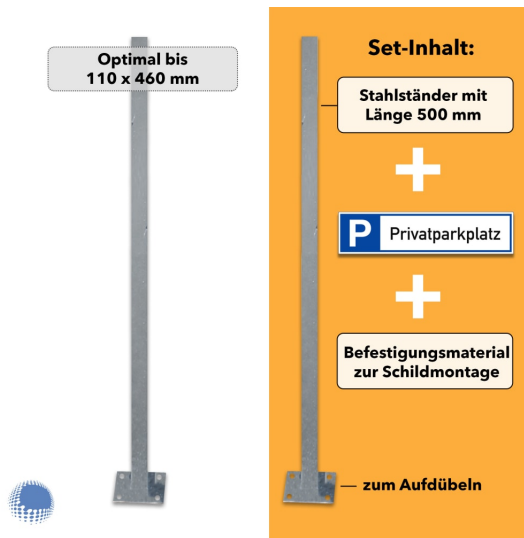 Optimal bis
110 x 460 mm
Set-Inhalt:
Stahlständer mit
Länge 500 mm
P Privatparkplatz
Befestigungsmaterial
zur Schildmontage
zum Aufdübeln